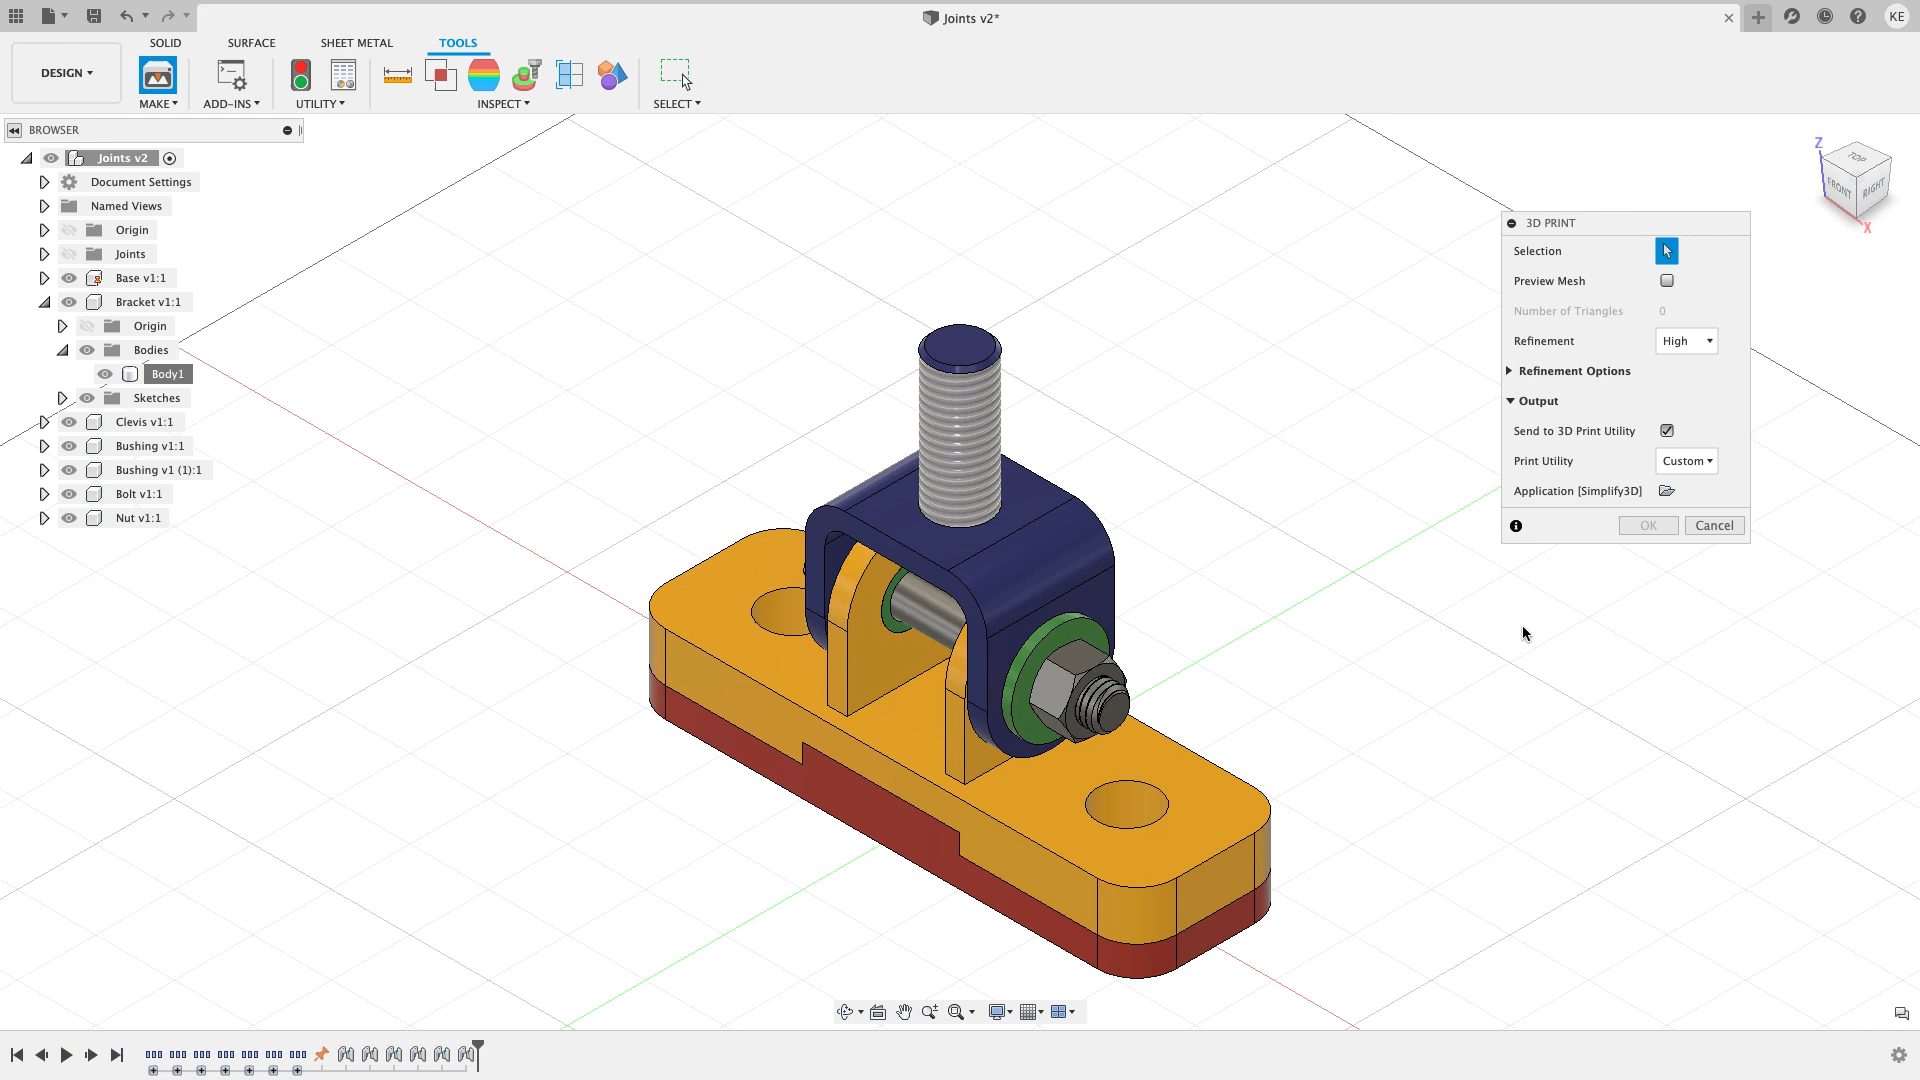 Joints v2*
KE
SOLID
SURFACE
SHEET METAL
TOOLS
DESIGN
MAKE
ADD-INS
UTILITY
INSPECT
SELECT
BROWSER
Joints v2
Document Settings
Named Views
Origin
Joints
Base v1:1
Bracket v1:1
Origin
Bodies
Body1
Sketches
Clevis v1:1
Bushing v1:1
Bushing v1 (1):1
Bolt v1:1
Nut v1:1
Z
TOP
FRONT
RIGHT
X
3D PRINT
Selection
Preview Mesh
Number of Triangles 0
Refinement High
Refinement Options
Output
Send to 3D Print Utility
Print Utility Custom
Application [Simplify3D]
OK
Cancel